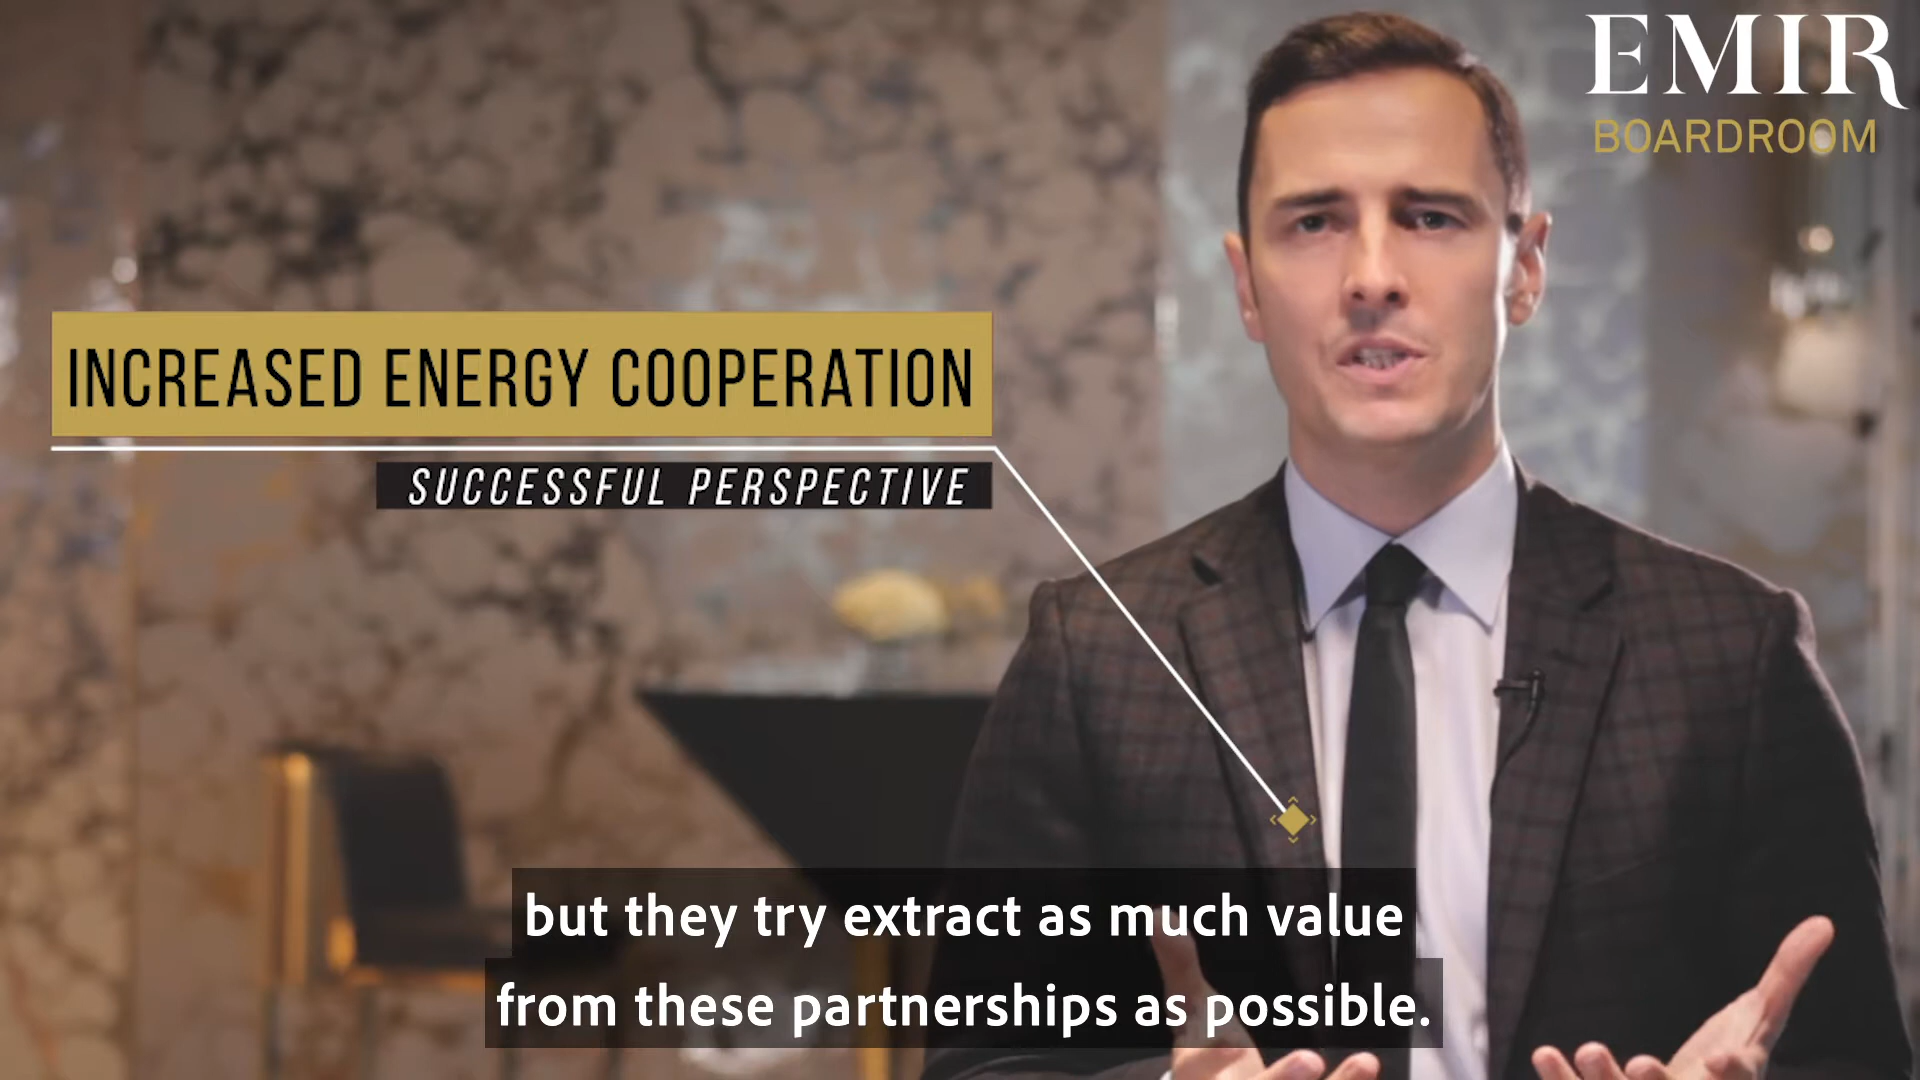 EMIR
BOARDROOM
INCREASED ENERGY COOPERATION
SUCCESSFUL PERSPECTIVE
but they try extract as much value
from these partnerships as possible.